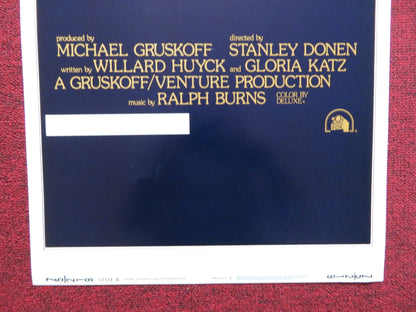 produced by directed by
MICHAEL GRUSKOFF STANLEY DONEN
written by WILLARD HUYCK and GLORIA KATZ
A GRUSKOFF/VENTURE PRODUCTION
music by RALPH BURNS COLOR BY
DELUXE®